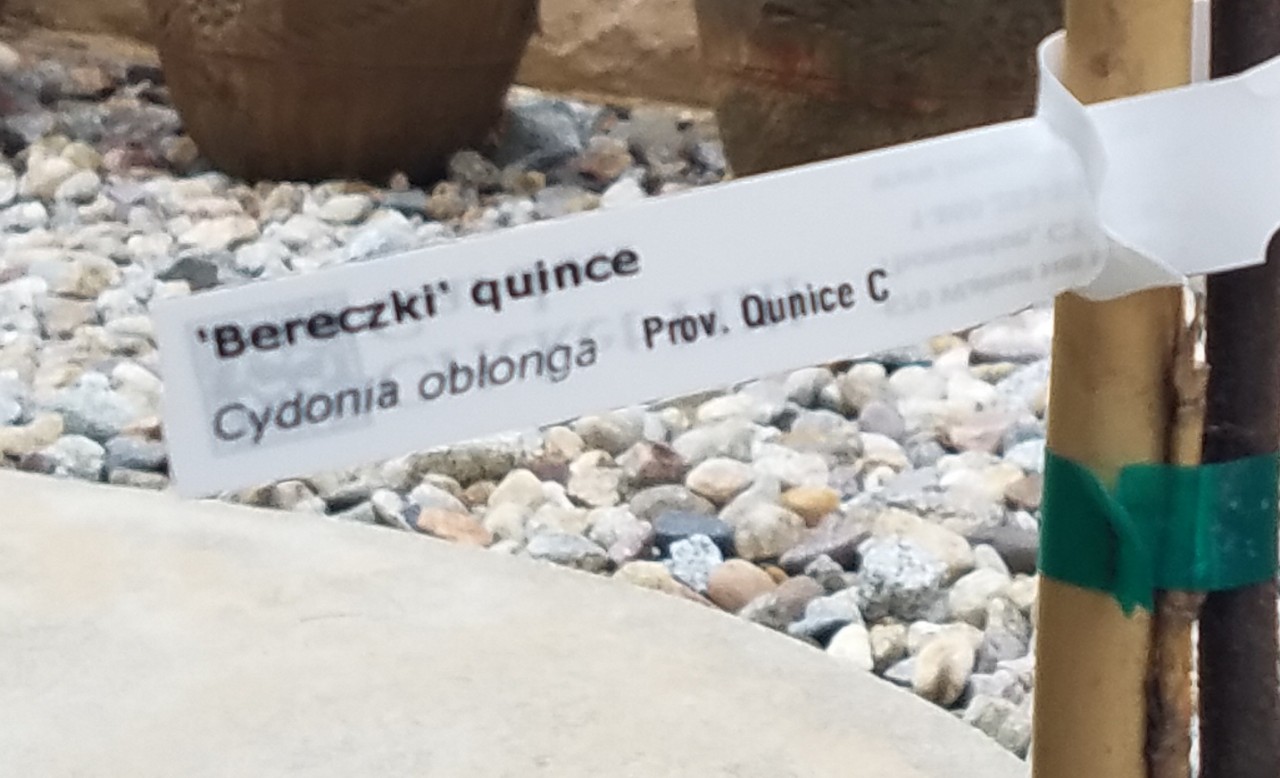 'Bereczki' quince
Cydonia oblonga Prov. Qunice C